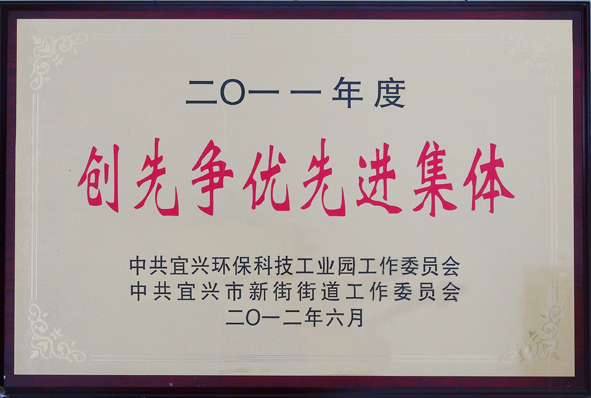 二〇一一年度
创先争优先进集体
中共宜兴环保科技工业园工作委员会
中共宜兴市新街街道工作委员会
二〇一二年六月